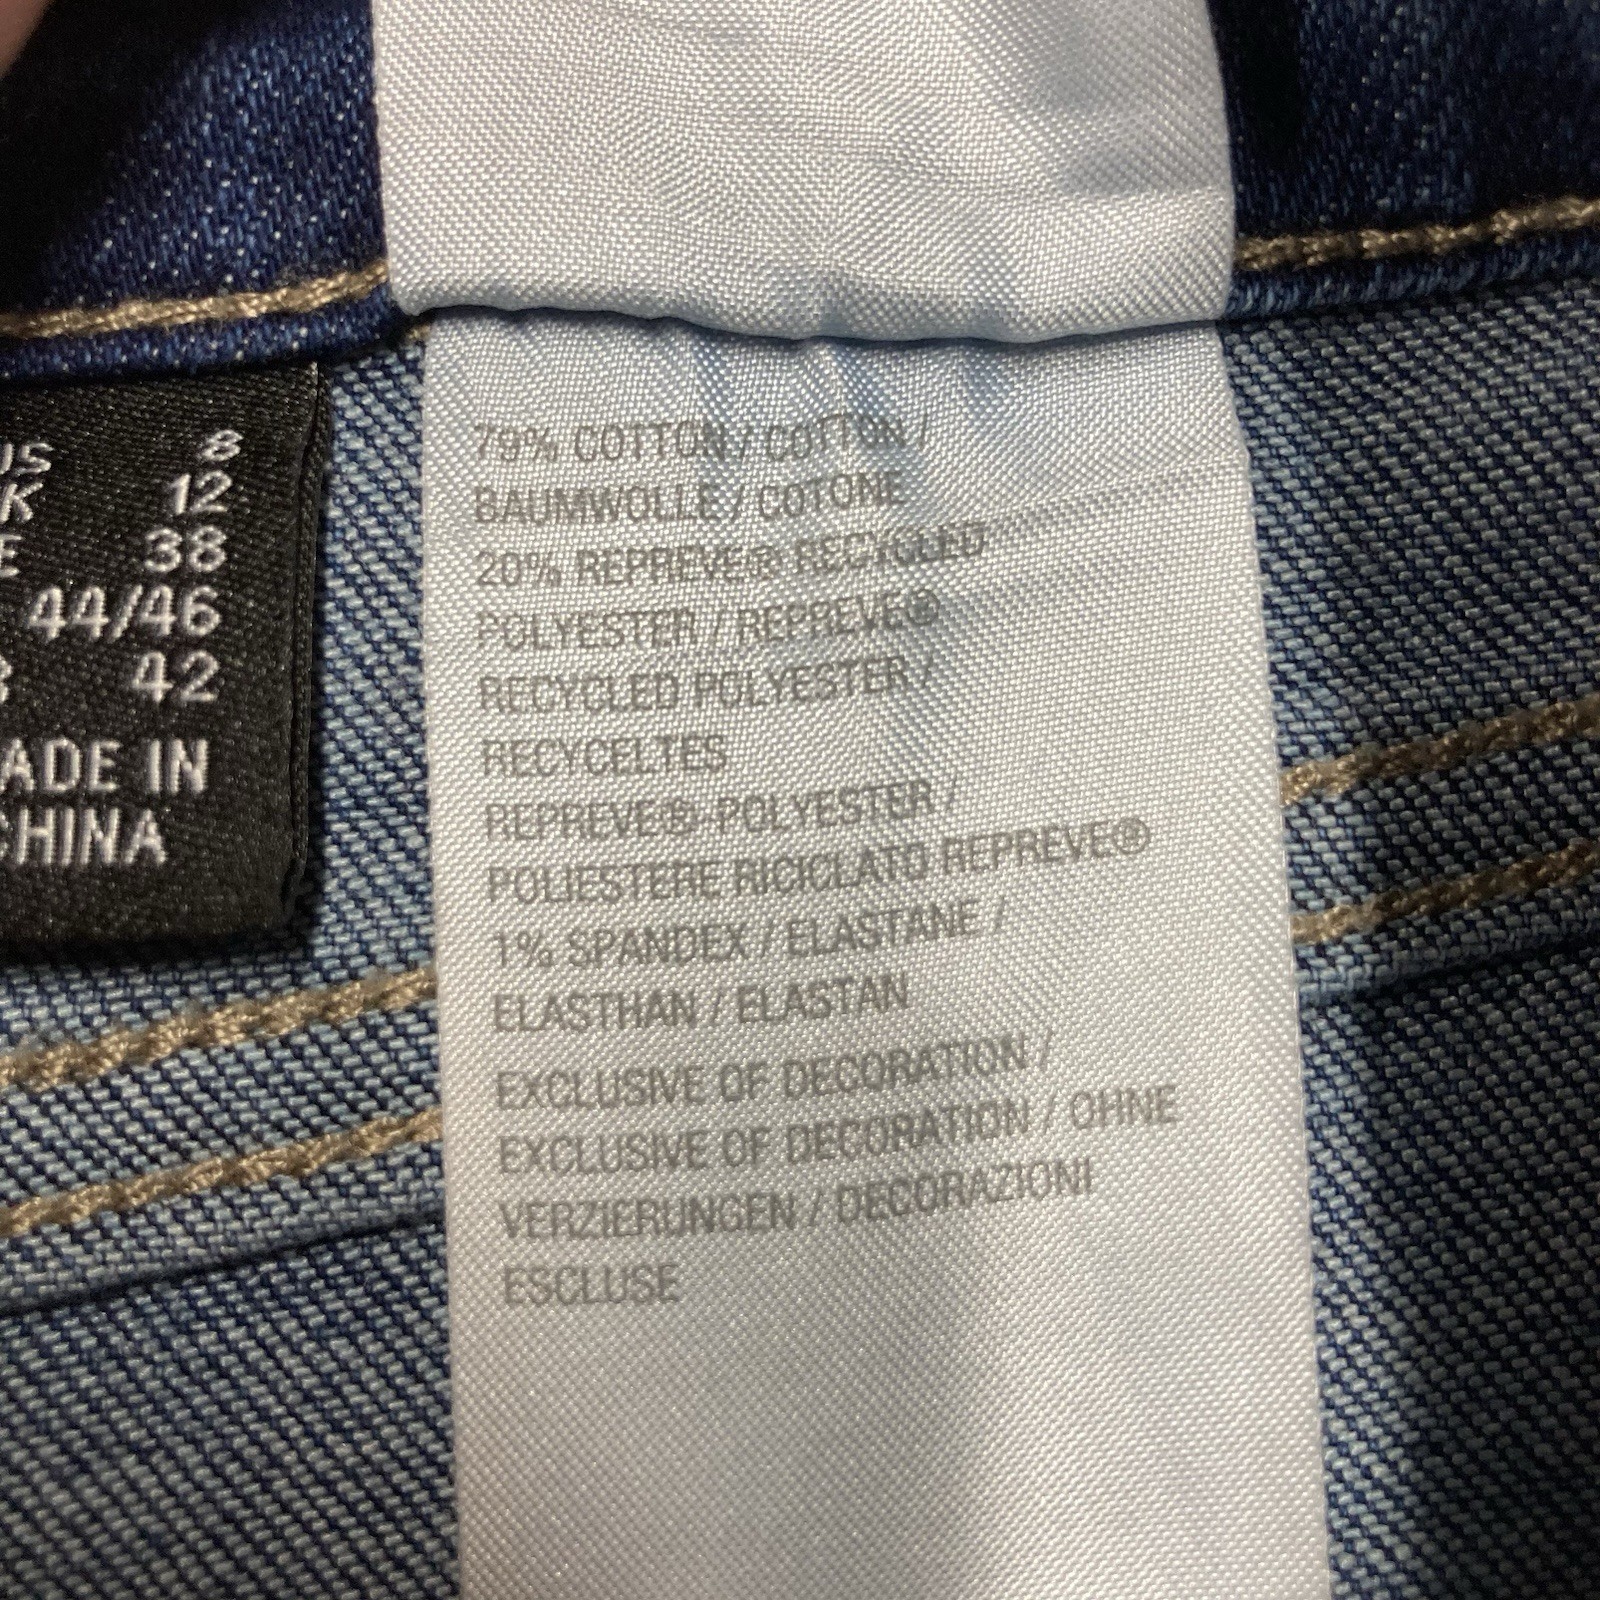 US 8
K 12
E 38
44/46
42
ADE IN
CHINA
79% COTTON / COTTON /
BAUMWOLLE / COTONE
20% REPREVE® RECYCLED
POLYESTER / REPREVE®
RECYCLED POLYESTER /
RECYCELTES
REPREVE® POLYESTER /
POLIESTERE RICICLATO REPREVE®
1% SPANDEX / ELASTANE /
ELASTHAN / ELASTAN
EXCLUSIVE OF DECORATION /
EXCLUSIVE OF DECORATION / OHNE
VERZIERUNGEN / DECORAZIONI
ESCLUSE